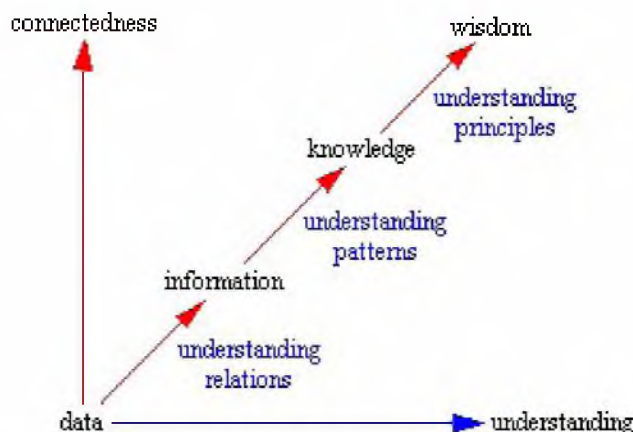 connectedness
wisdom
understanding
principles
knowledge
understanding
patterns
information
understanding
relations
data
understanding